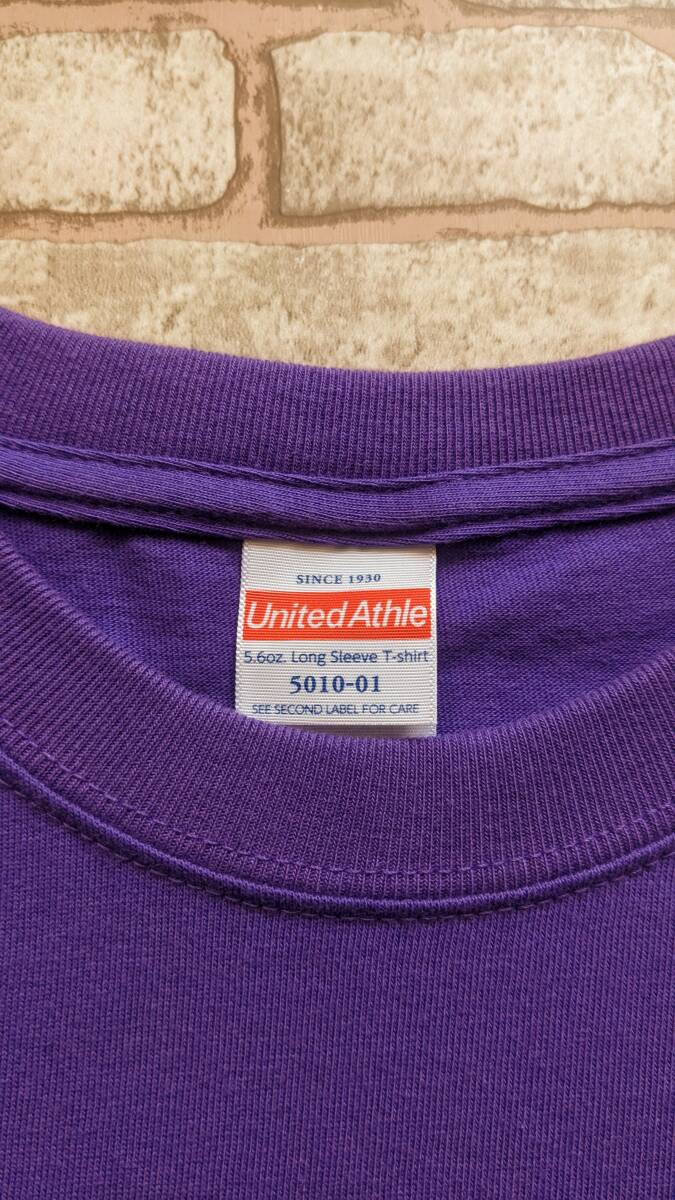 SINCE 1930
United Athle
5.6oz. Long Sleeve T-shirt
5010-01
SEE SECOND LABEL FOR CARE